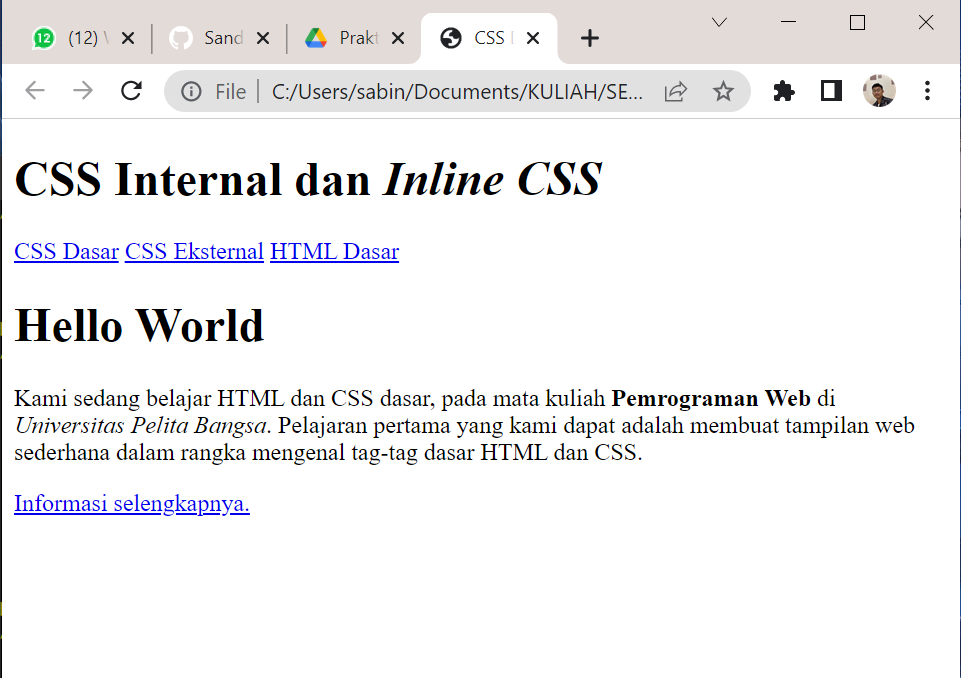 12 (12) Sand Prakt CSS
File C:/Users/sabin/Documents/KULIAH/SE...
CSS Internal dan Inline CSS
CSS Dasar CSS Eksternal HTML Dasar
Hello World
Kami sedang belajar HTML dan CSS dasar, pada mata kuliah Pemrograman Web di
Universitas Pelita Bangsa. Pelajaran pertama yang kami dapat adalah membuat tampilan web
sederhana dalam rangka mengenal tag-tag dasar HTML dan CSS.
Informasi selengkapnya.